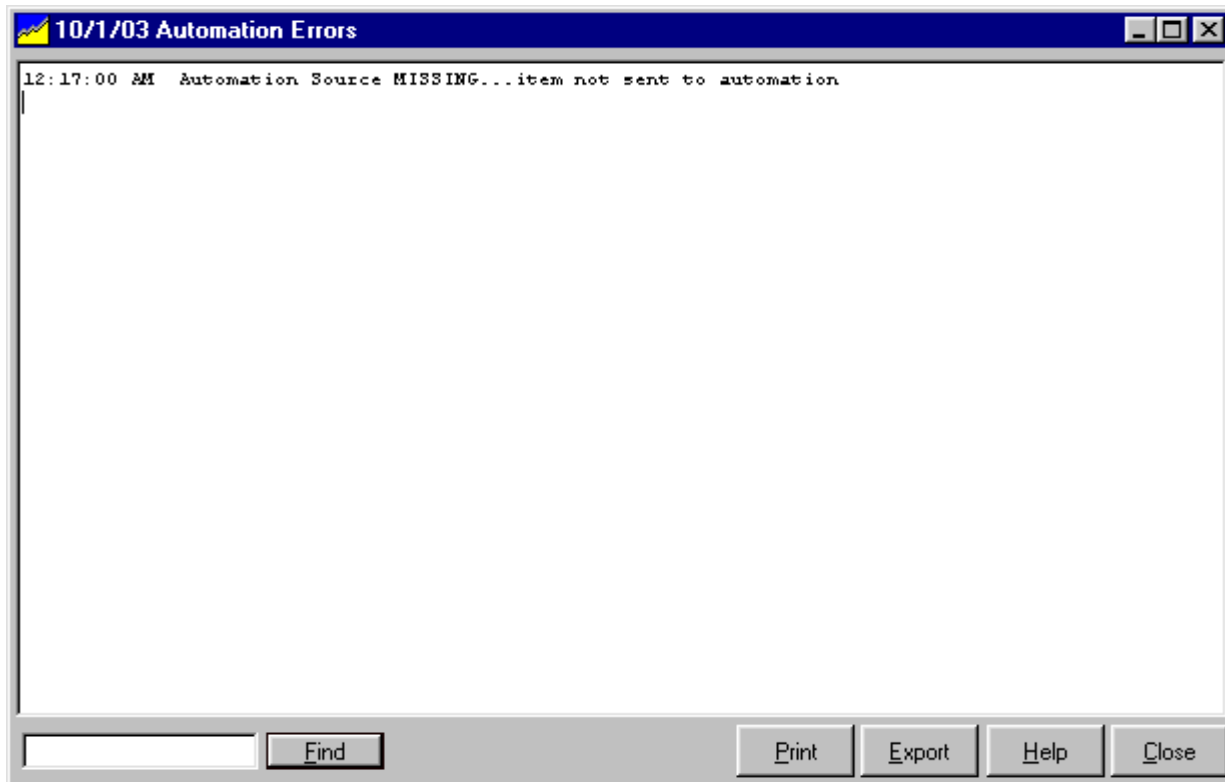 10/1/03 Automation Errors
12:17:00 AM  Automation Source MISSING...item not sent to automation
Find
Print
Export
Help
Close